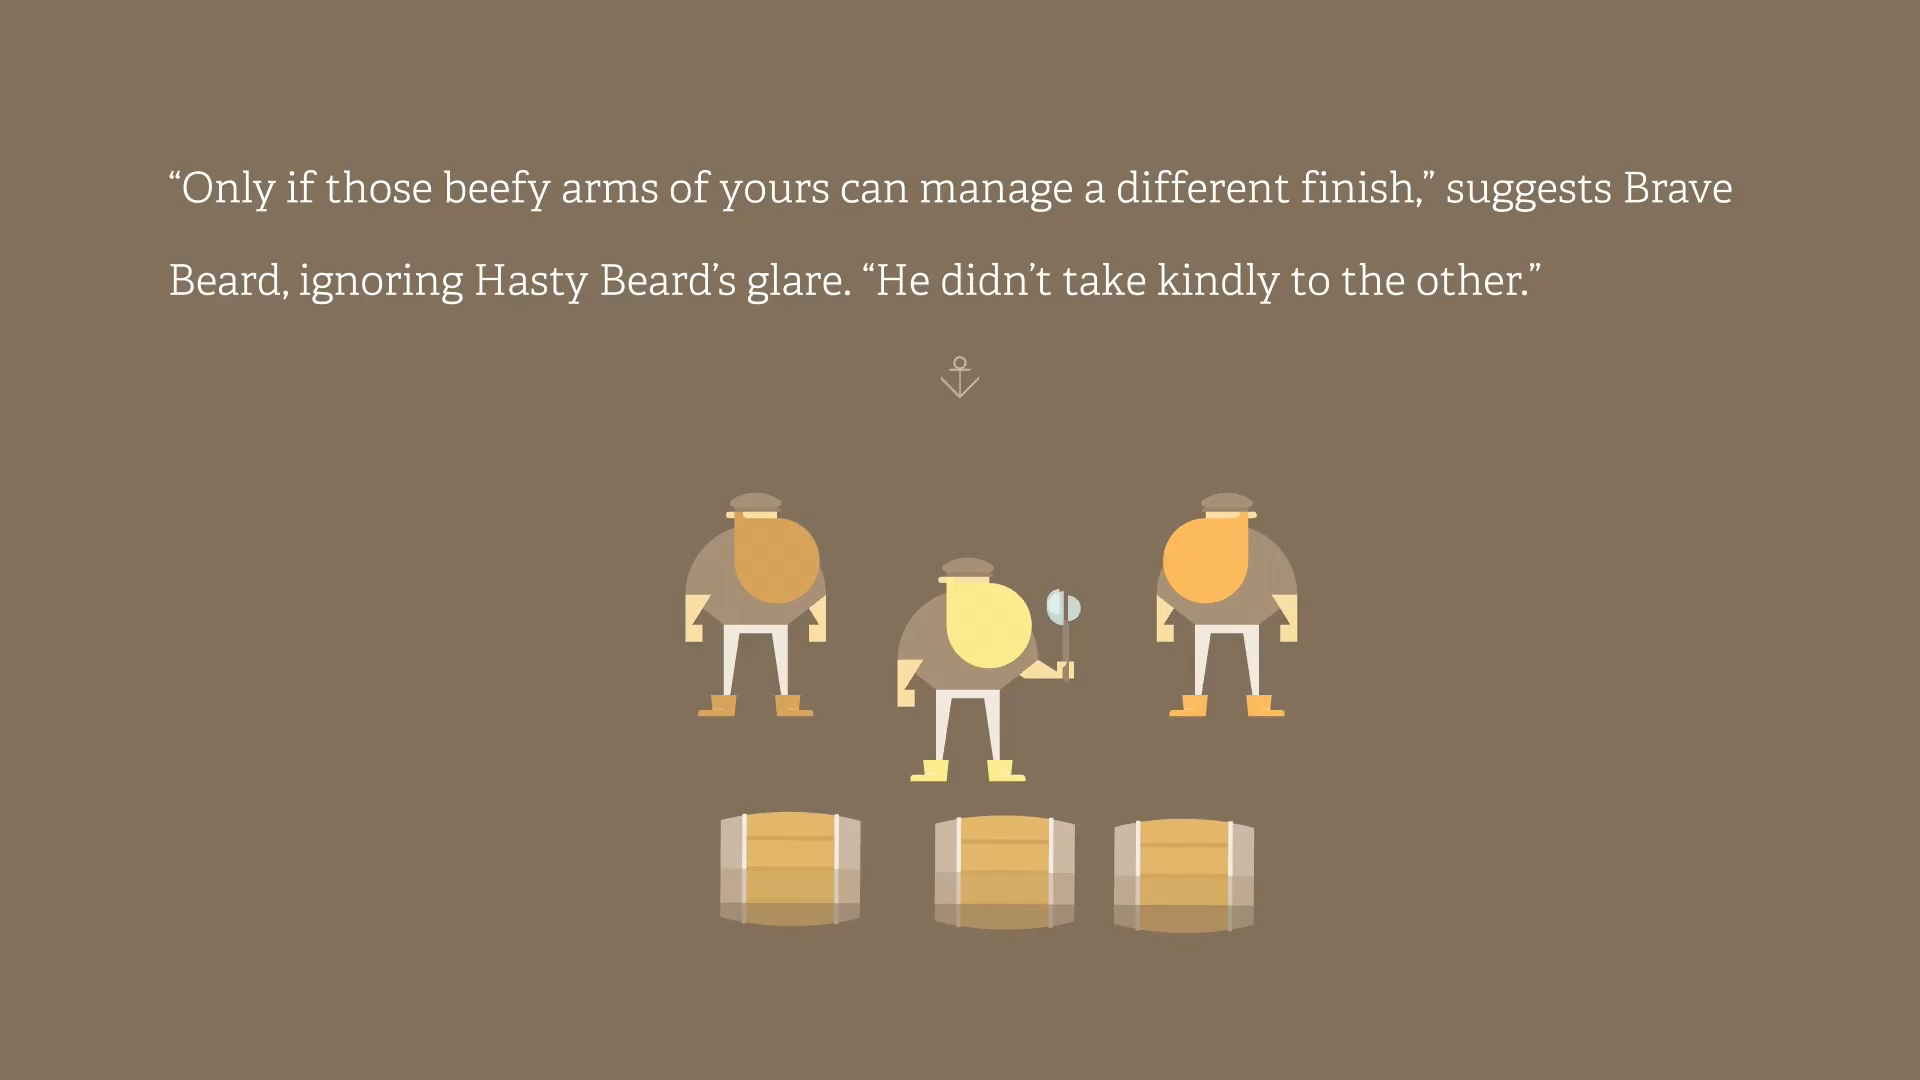 “Only if those beefy arms of yours can manage a different finish,” suggests Brave
Beard, ignoring Hasty Beard’s glare. “He didn’t take kindly to the other.”